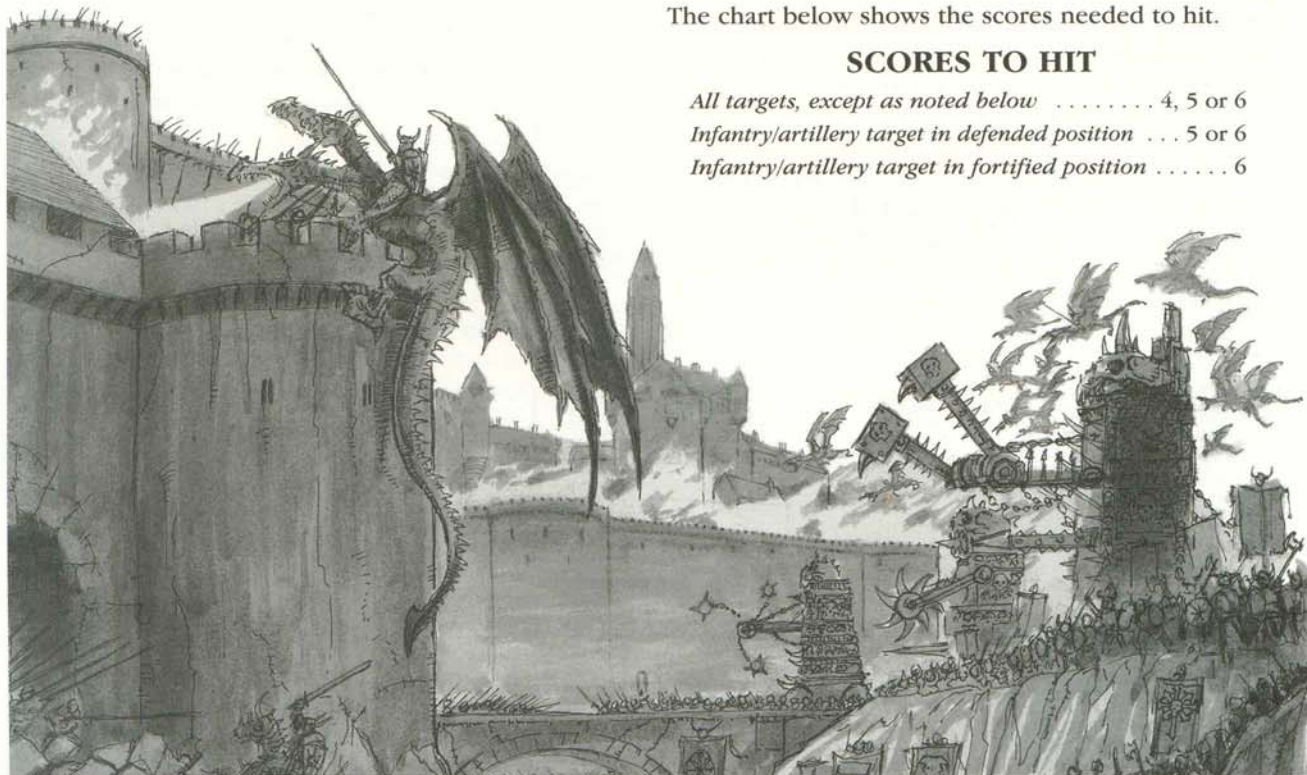 The chart below shows the scores needed to hit.
SCORES TO HIT
All targets, except as noted below ........ 4, 5 or 6
Infantry/artillery target in defended position ... 5 or 6
Infantry/artillery target in fortified position ...... 6